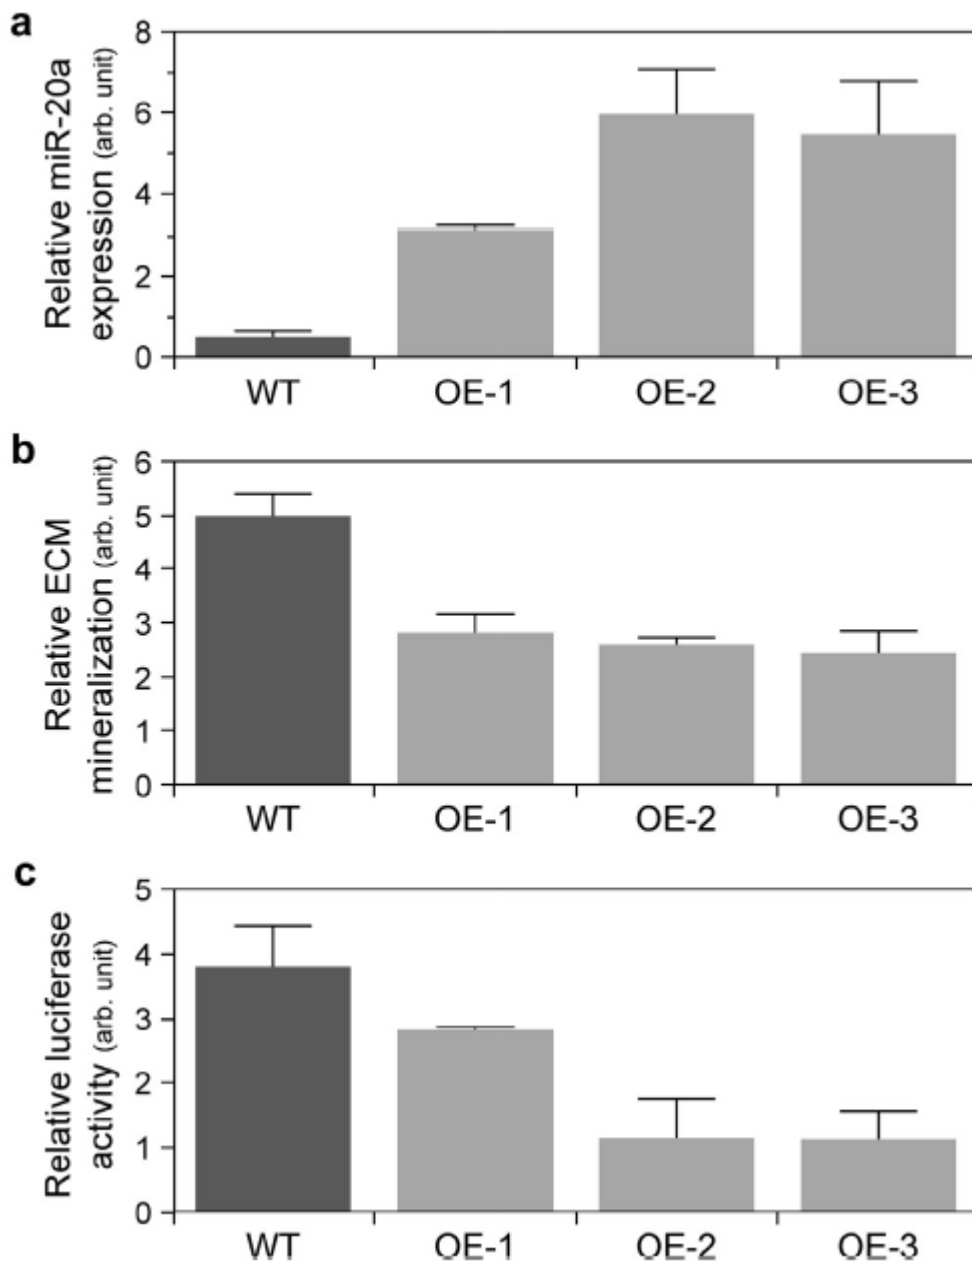 a
Relative miR-20a
expression (arb. unit)
8
6
4
2
0
WT OE-1 OE-2 OE-3
b
Relative ECM
mineralization (arb. unit)
6
5
4
3
2
1
0
WT OE-1 OE-2 OE-3
c
Relative luciferase
activity (arb. unit)
5
4
3
2
1
0
WT OE-1 OE-2 OE-3